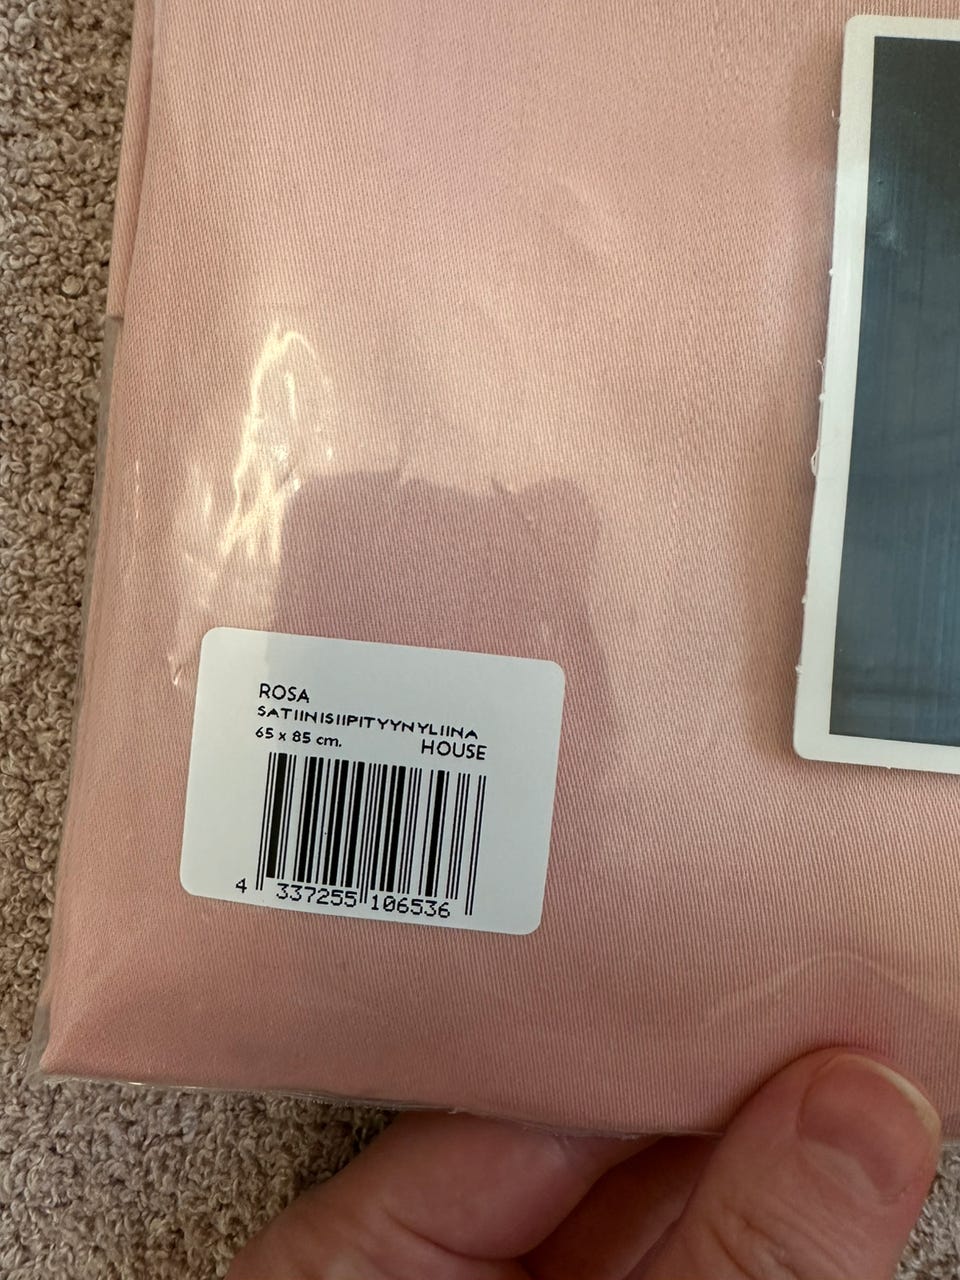 ROSA
SATIINISIIPITYYNYLIINA
65 x 85 cm.
HOUSE
4 337255 106536